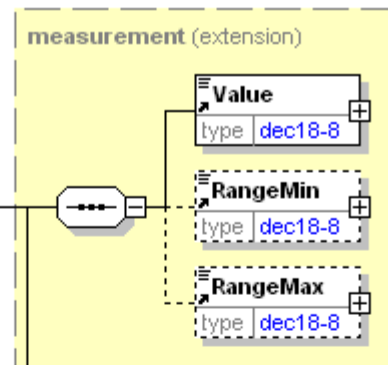 measurement (extension)
Value
type dec18-8
RangeMin
type dec18-8
RangeMax
type dec18-8